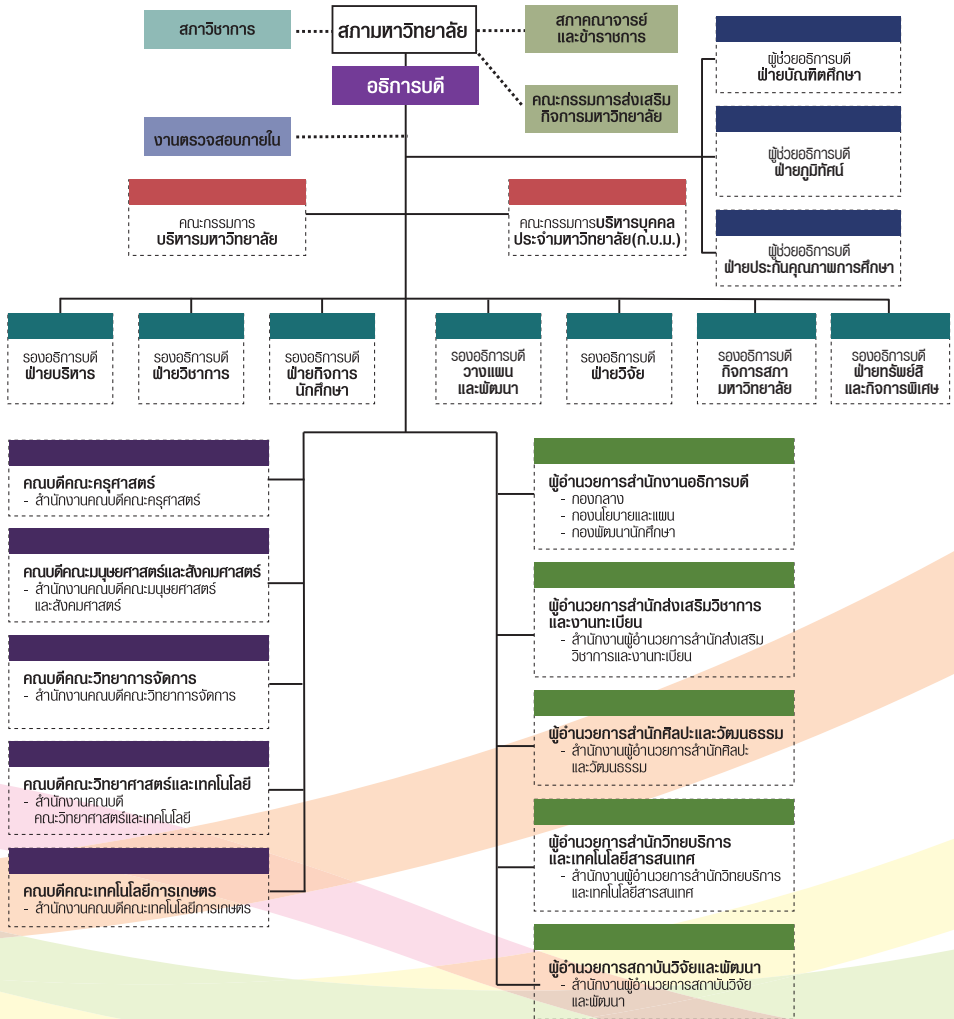 สภาวิชาการ
สภามหาวิทยาลัย
สภาคณาจารย์
และข้าราชการ
อธิการบดี
คณะกรรมการส่งเสริม
กิจการมหาวิทยาลัย
งานตรวจสอบภายใน
ผู้ช่วยอธิการบดี
ฝ่ายบัณฑิตศึกษา
ผู้ช่วยอธิการบดี
ฝ่ายภูมิทัศน์
ผู้ช่วยอธิการบดี
ฝ่ายประกันคุณภาพการศึกษา
คณะกรรมการ
บริหารมหาวิทยาลัย
คณะกรรมการบริหารบุคคล
ประจำมหาวิทยาลัย(ก.บ.ม.)
รองอธิการบดี
ฝ่ายบริหาร
รองอธิการบดี
ฝ่ายวิชาการ
รองอธิการบดี
ฝ่ายกิจการ
นักศึกษา
รองอธิการบดี
วางแผน
และพัฒนา
รองอธิการบดี
ฝ่ายวิจัย
รองอธิการบดี
กิจการสภา
มหาวิทยาลัย
รองอธิการบดี
ฝ่ายทรัพย์สิ
และกิจการพิเศษ
คณบดีคณะครุศาสตร์
- สำนักงานคณบดีคณะครุศาสตร์
คณบดีคณะมนุษยศาสตร์และสังคมศาสตร์
- สำนักงานคณบดีคณะมนุษยศาสตร์
และสังคมศาสตร์
คณบดีคณะวิทยาการจัดการ
- สำนักงานคณบดีคณะวิทยาการจัดการ
คณบดีคณะวิทยาศาสตร์และเทคโนโลยี
- สำนักงานคณบดี
คณะวิทยาศาสตร์และเทคโนโลยี
คณบดีคณะเทคโนโลยีการเกษตร
- สำนักงานคณบดีคณะเทคโนโลยีการเกษตร
ผู้อำนวยการสำนักงานอธิการบดี
- กองกลาง
- กองนโยบายและแผน
- กองพัฒนานักศึกษา
ผู้อำนวยการสำนักส่งเสริมวิชาการ
และงานทะเบียน
- สำนักงานผู้อำนวยการสำนักส่งเสริม
วิชาการและงานทะเบียน
ผู้อำนวยการสำนักศิลปะและวัฒนธรรม
- สำนักงานผู้อำนวยการสำนักศิลปะ
และวัฒนธรรม
ผู้อำนวยการสำนักวิทยบริการ
และเทคโนโลยีสารสนเทศ
- สำนักงานผู้อำนวยการสำนักวิทยบริการ
และเทคโนโลยีสารสนเทศ
ผู้อำนวยการสถาบันวิจัยและพัฒนา
- สำนักงานผู้อำนวยการสถาบันวิจัย
และพัฒนา